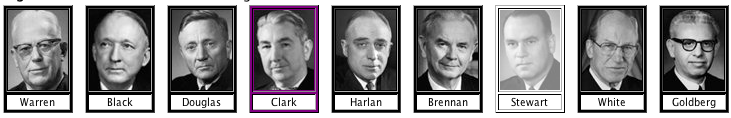 Warren
Black
Douglas
Clark
Harlan
Brennan
Stewart
White
Goldberg